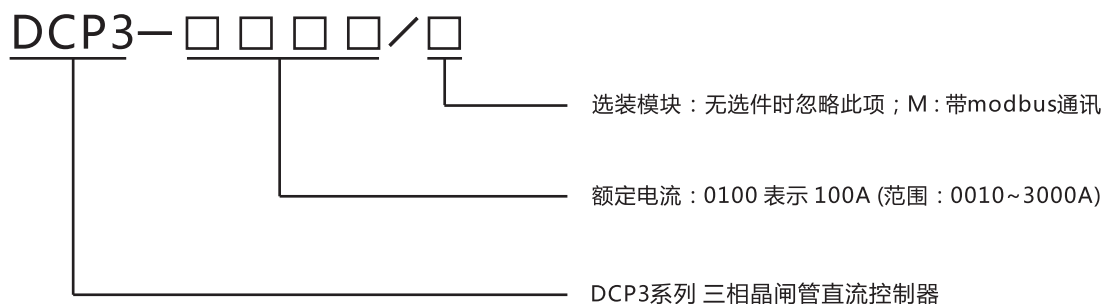 DCP3-□□□□/□
选装模块：无选件时忽略此项；M：带modbus通讯
额定电流：0100 表示 100A (范围：0010~3000A)
DCP3系列 三相晶闸管直流控制器